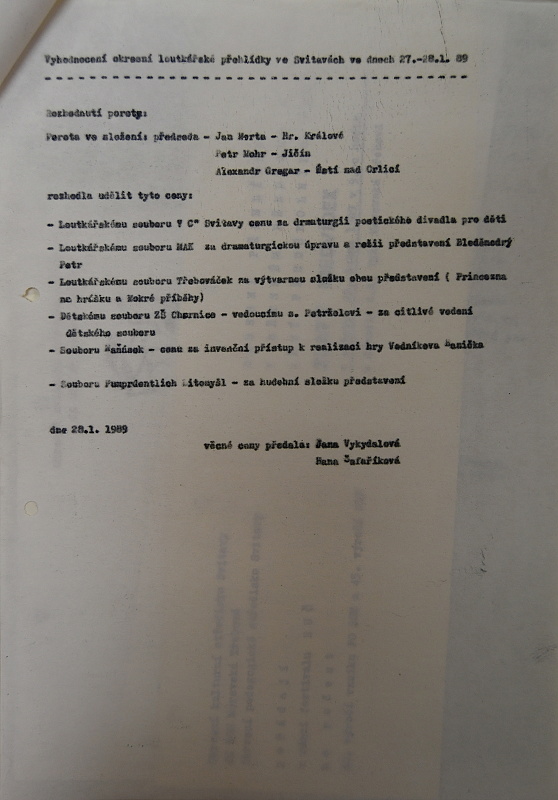 Vyhodnocení okresní loutkářské přehlídky ve Svitavách ve dnech 27.-28.1. 89
Rozhodnutí poroty:
Porota ve složení: předseda - Jan Merta - Hr. Králové
Petr Mohr - Jičín
Alexandr Gregar - Ústí nad Orlicí
rozhodla udělit tyto ceny:
- Loutkářskému souboru V C" Svitavy cenu za dramaturgii poetického divadla pro děti
- Loutkářskému souboru MAK za dramaturgickou úpravu a režii představení Bleděmodrý
Petr
- Loutkářskému souboru Třebováček za výtvarnou složku obou představení ( Princezna
na hrášku a Mokré příběhy)
- Dětskému souboru ZŠ Chornice - vedoucímu s. Petrželovi - za citlivé vedení
dětského souboru
- Souboru Maňásek - cenu za invenční přístup k realizaci hry Vodníkova Hanička
- Souboru Pumprdentlich Litomyšl - za hudební složku představení
dne 28.1. 1989
věcné ceny předala: Jana Vykydalová
Hana Šafaříková